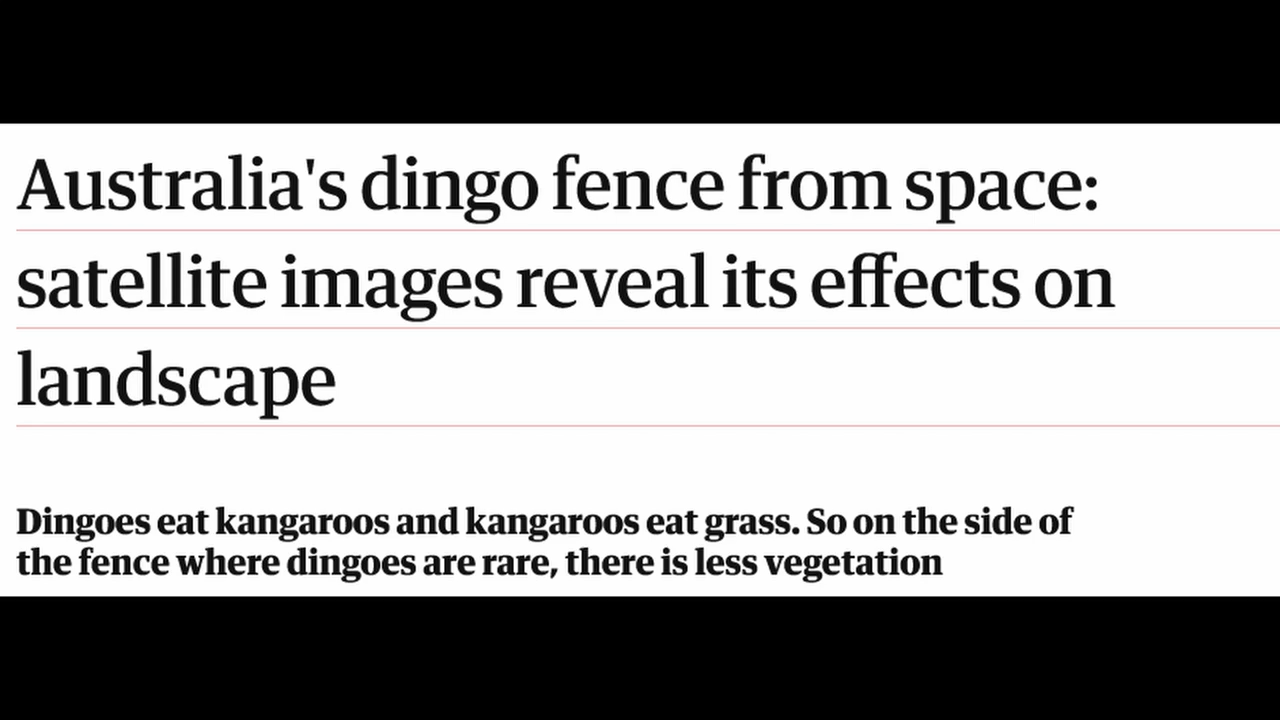 Australia's dingo fence from space:
satellite images reveal its effects on
landscape
Dingoes eat kangaroos and kangaroos eat grass. So on the side of
the fence where dingoes are rare, there is less vegetation